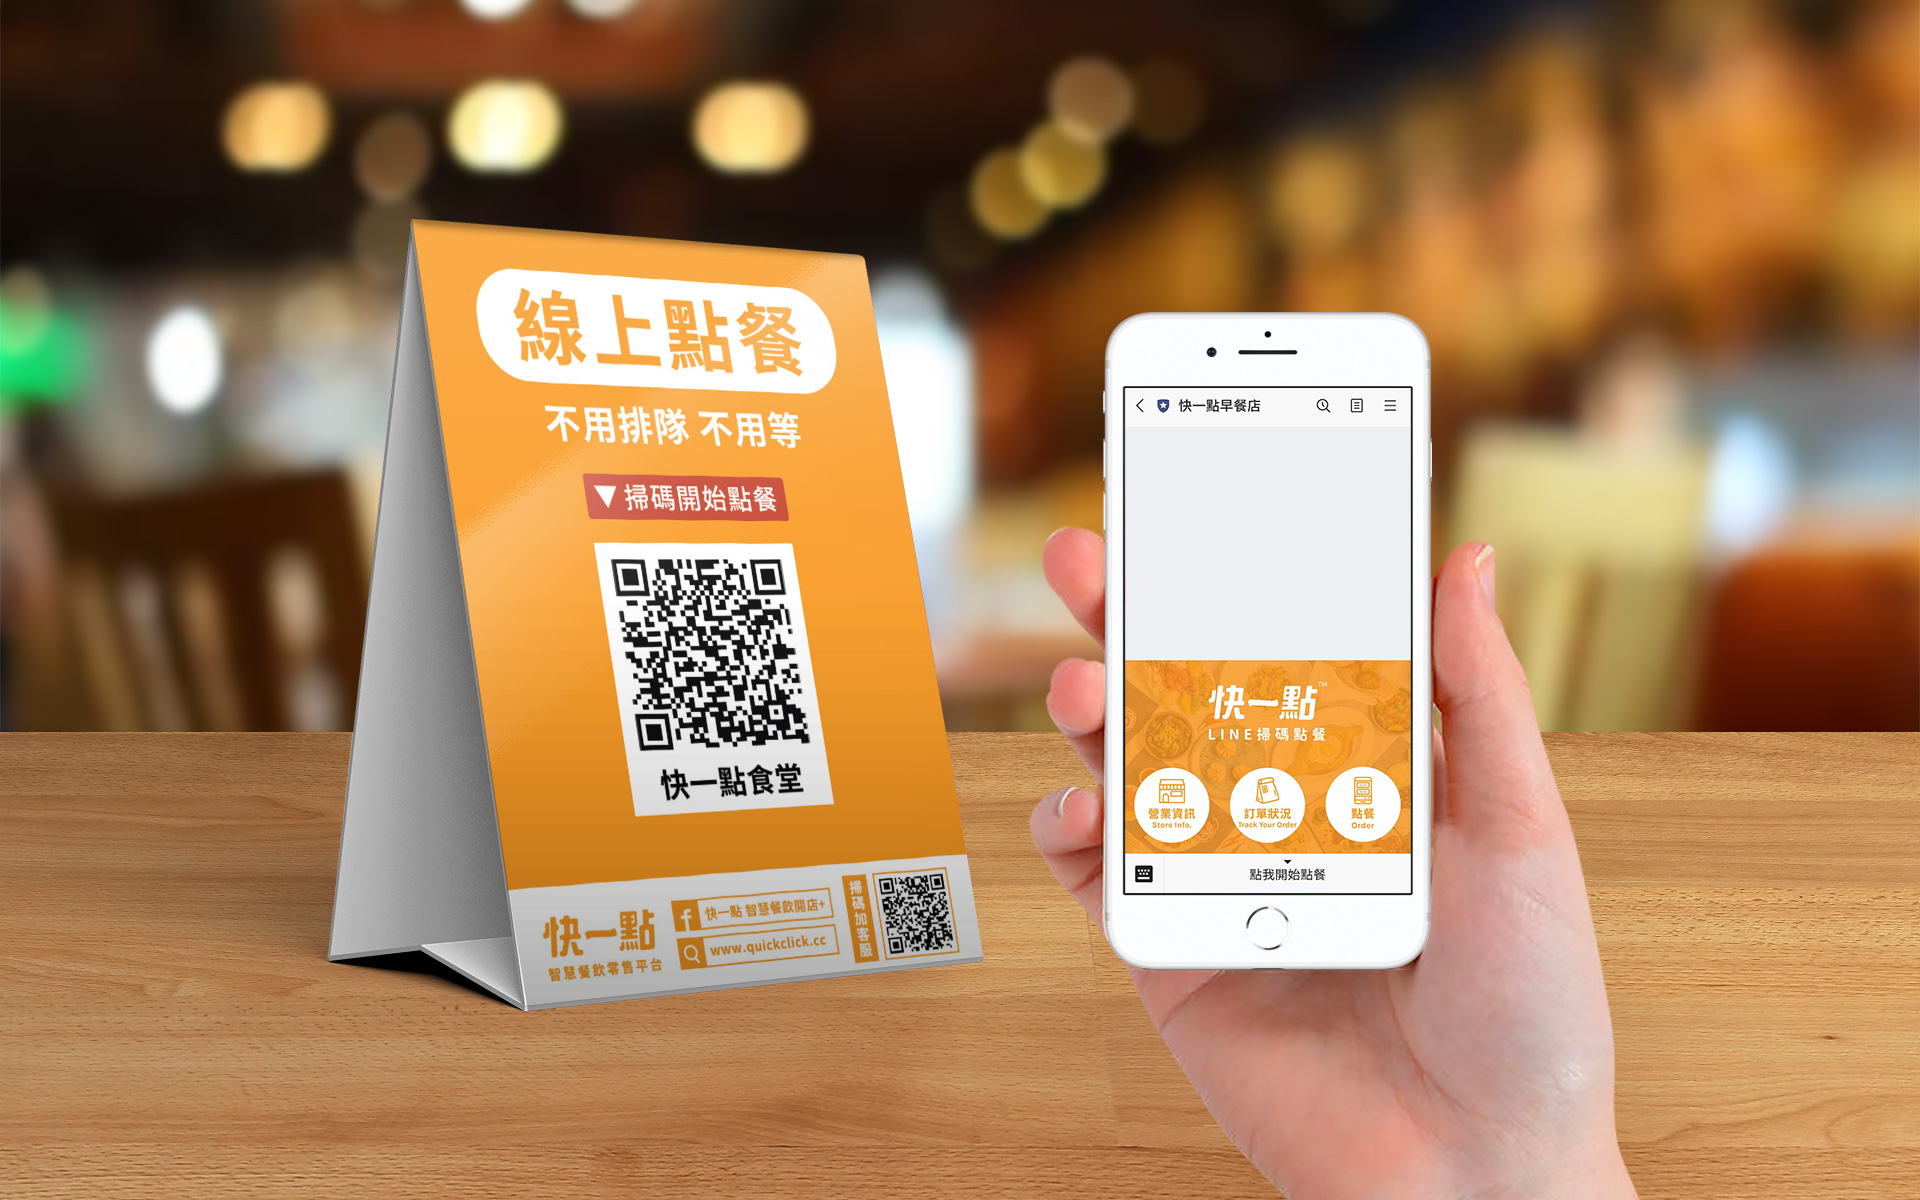 線上點餐
不用排隊 不用等
▼掃碼開始點餐
快一點食堂
快一點
智慧餐飲零售平台
快一點 智慧餐飲開店+
www.quickclick.cc
掃碼加客服
快一點早餐店
快一點™
LINE掃碼點餐
營業資訊
Store Info.
訂單狀況
Track Your Order
點餐
Order
點我開始點餐